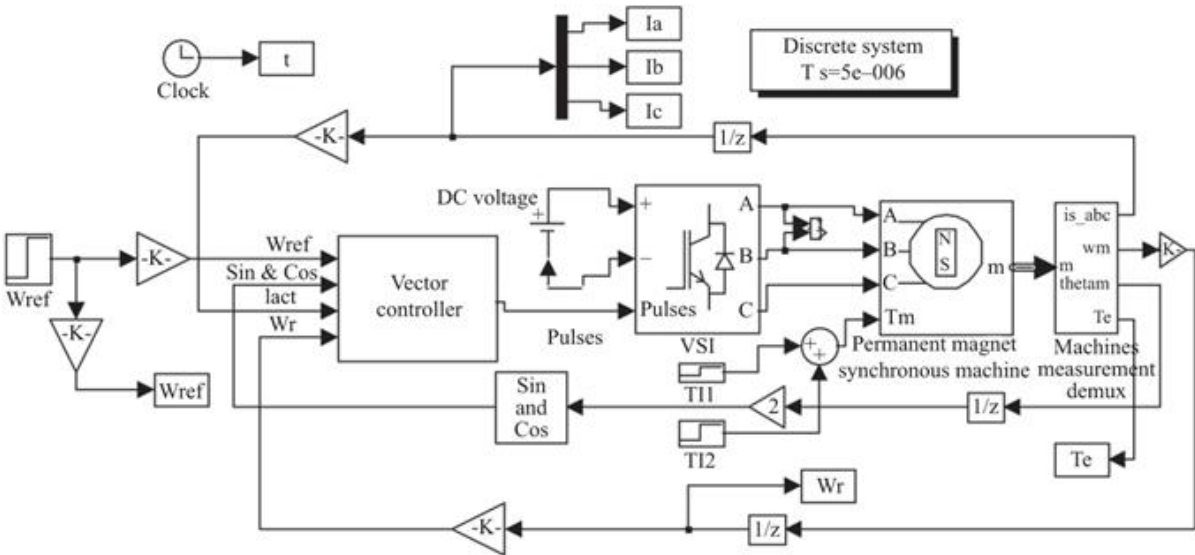 Ia
Discrete system
T s=5e–006
t
Ib
Clock
Ic
-K-
1/z
DC voltage
+
+
A
A
is_abc
N
S
-K-
Wref
wm
K-
Wref
Sin & Cos
Vector
controller
–
B
B
m
m
Iact
C
thetam
-K-
Wr
Pulses
C
Tm
Te
Pulses
VSI
+
+
Permanent magnet
synchronous machine
Machines
measurement
demux
Wref
Sin
and
Cos
TI1
2
1/z
TI2
Te
Wr
-K-
1/z